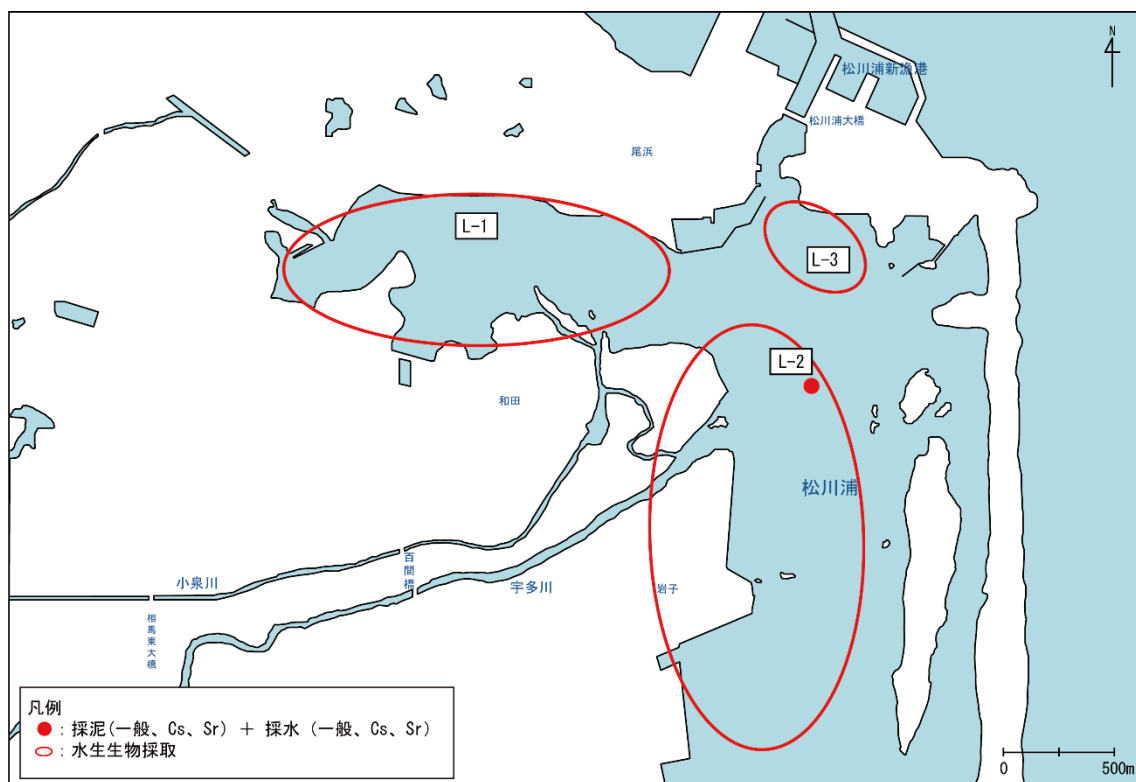 N
松川浦新漁港
松川浦大橋
尾浜
L-1
L-3
L-2
和田
松川浦
百間橋
小泉川
宇多川
岩子
相馬東大橋
凡例
：採泥(一般、Cs、Sr) ＋ 採水 (一般、Cs、Sr)
：水生生物採取
0 500m